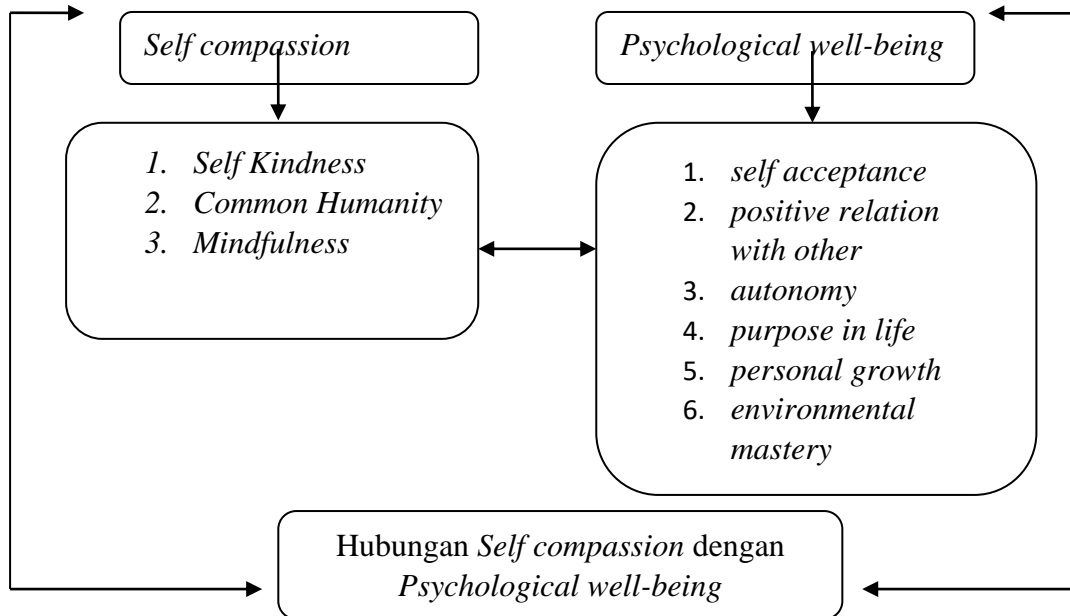 Self compassion
Psychological well-being
1. Self Kindness
2. Common Humanity
3. Mindfulness
1. self acceptance
2. positive relation
with other
3. autonomy
4. purpose in life
5. personal growth
6. environmental
mastery
Hubungan Self compassion dengan
Psychological well-being